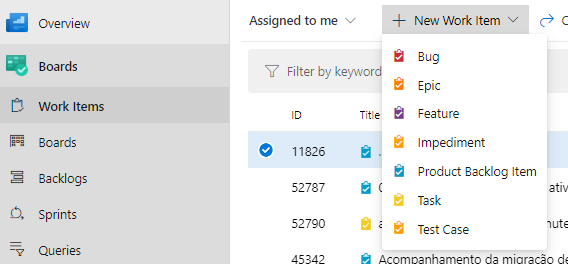 Overview
Boards
Work Items
Boards
Backlogs
Sprints
Queries
Assigned to me
New Work Item
Filter by keyword
Bug
Epic
Feature
Impediment
Product Backlog Item
Task
Test Case
ID Title
11826
52787
52790
45342 Acompanhamento da migração de